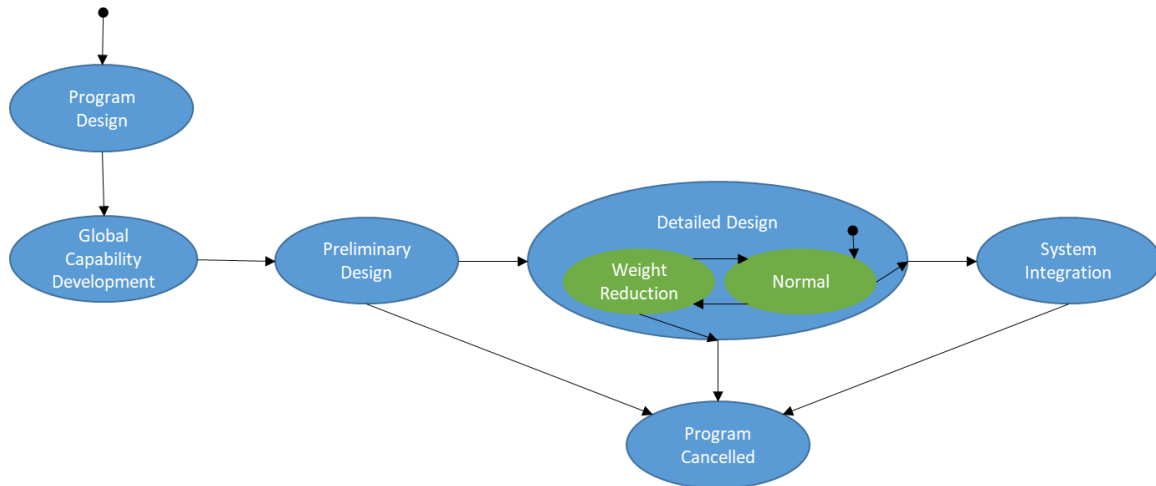 Program
Design
Global
Capability
Development
Preliminary
Design
Detailed Design
Weight
Reduction
Normal
System
Integration
Program
Cancelled